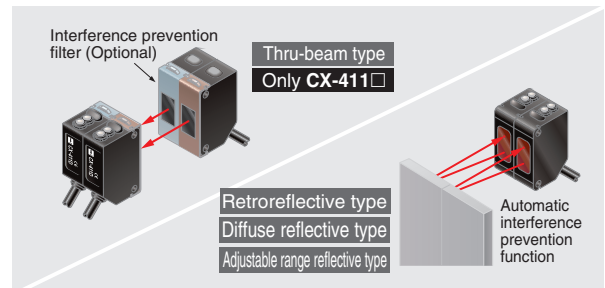 Interference prevention
filter (Optional)
Thru-beam type
Only CX-411□
Retroreflective type
Diffuse reflective type
Adjustable range reflective type
Automatic
interference
prevention
function